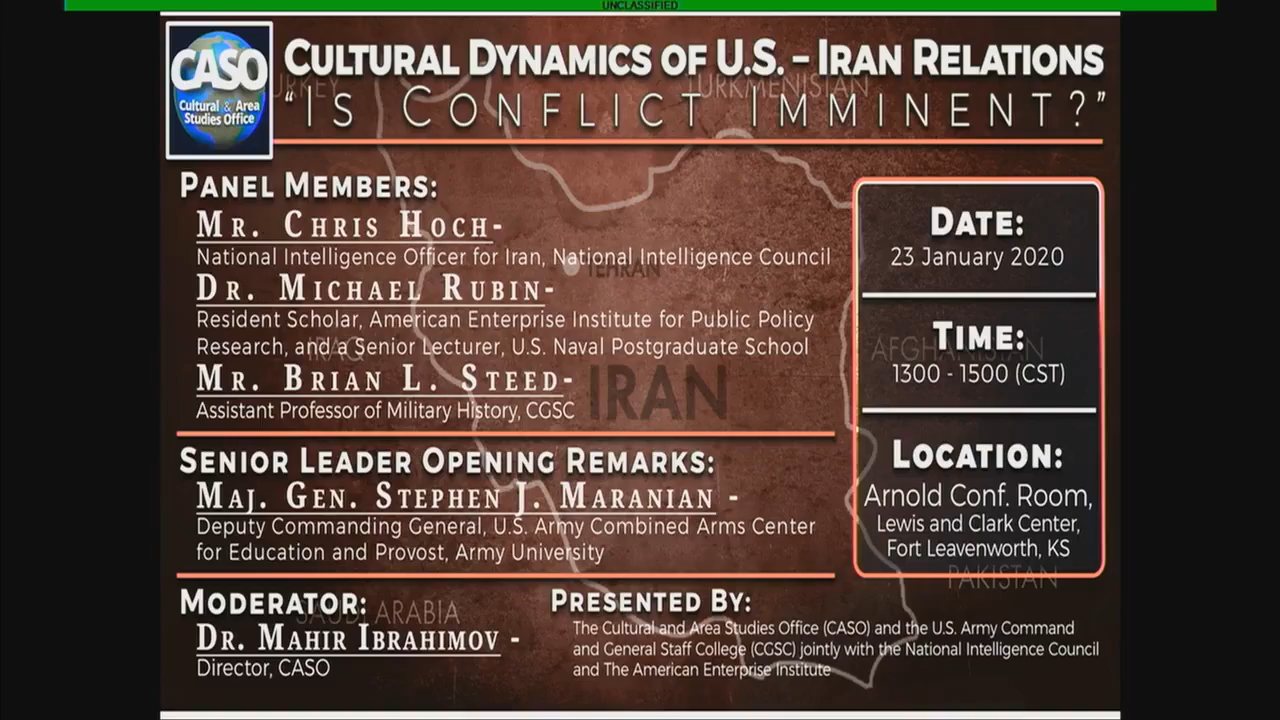 UNCLASSIFIED
CASO
Cultural & Area
Studies Office
CULTURAL DYNAMICS OF U.S. – IRAN RELATIONS
“IS CONFLICT IMMINENT?”
TURKEY
TURKMENISTAN
PANEL MEMBERS:
MR. CHRIS HOCH-
National Intelligence Officer for Iran, National Intelligence Council
TEHRAN
DR. MICHAEL RUBIN-
Resident Scholar, American Enterprise Institute for Public Policy
Research, and a Senior Lecturer, U.S. Naval Postgraduate School
IRAQ
MR. BRIAN L. STEED-
Assistant Professor of Military History, CGSC
IRAN
SENIOR LEADER OPENING REMARKS:
MAJ. GEN. STEPHEN J. MARANIAN -
Deputy Commanding General, U.S. Army Combined Arms Center
for Education and Provost, Army University
MODERATOR:
SAUDI ARABIA
DR. MAHIR IBRAHIMOV -
Director, CASO
PRESENTED BY:
The Cultural and Area Studies Office (CASO) and the U.S. Army Command
and General Staff College (CGSC) jointly with the National Intelligence Council
and The American Enterprise Institute
DATE:
23 January 2020
TIME:
AFGHANISTAN
1300 - 1500 (CST)
LOCATION:
Arnold Conf. Room,
Lewis and Clark Center,
Fort Leavenworth, KS
PAKISTAN